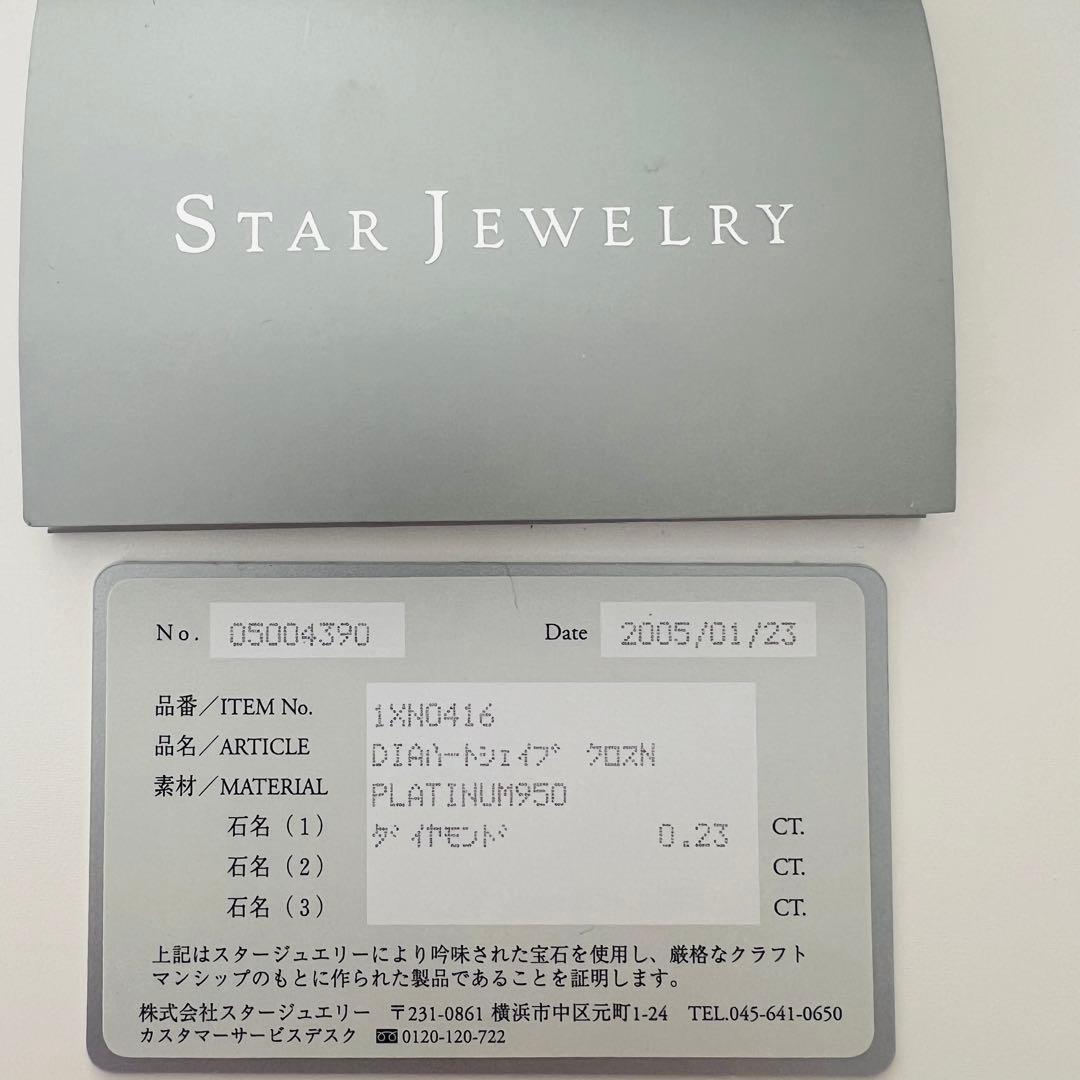 STAR JEWELRY
No. 05004390 Date 2005/01/23
品番／ITEM No. 1XN0416
品名／ARTICLE DIAハートシェイプ クロスN
素材／MATERIAL PLATINUM950
石名（1） ダイヤモンド 0.23 CT.
石名（2） CT.
石名（3） CT.
上記はスタージュエリーにより吟味された宝石を使用し、厳格なクラフト
マンシップのもとに作られた製品であることを証明します。
株式会社スタージュエリー 〒231-0861 横浜市中区元町1-24 TEL.045-641-0650
カスタマーサービスデスク 0120-120-722